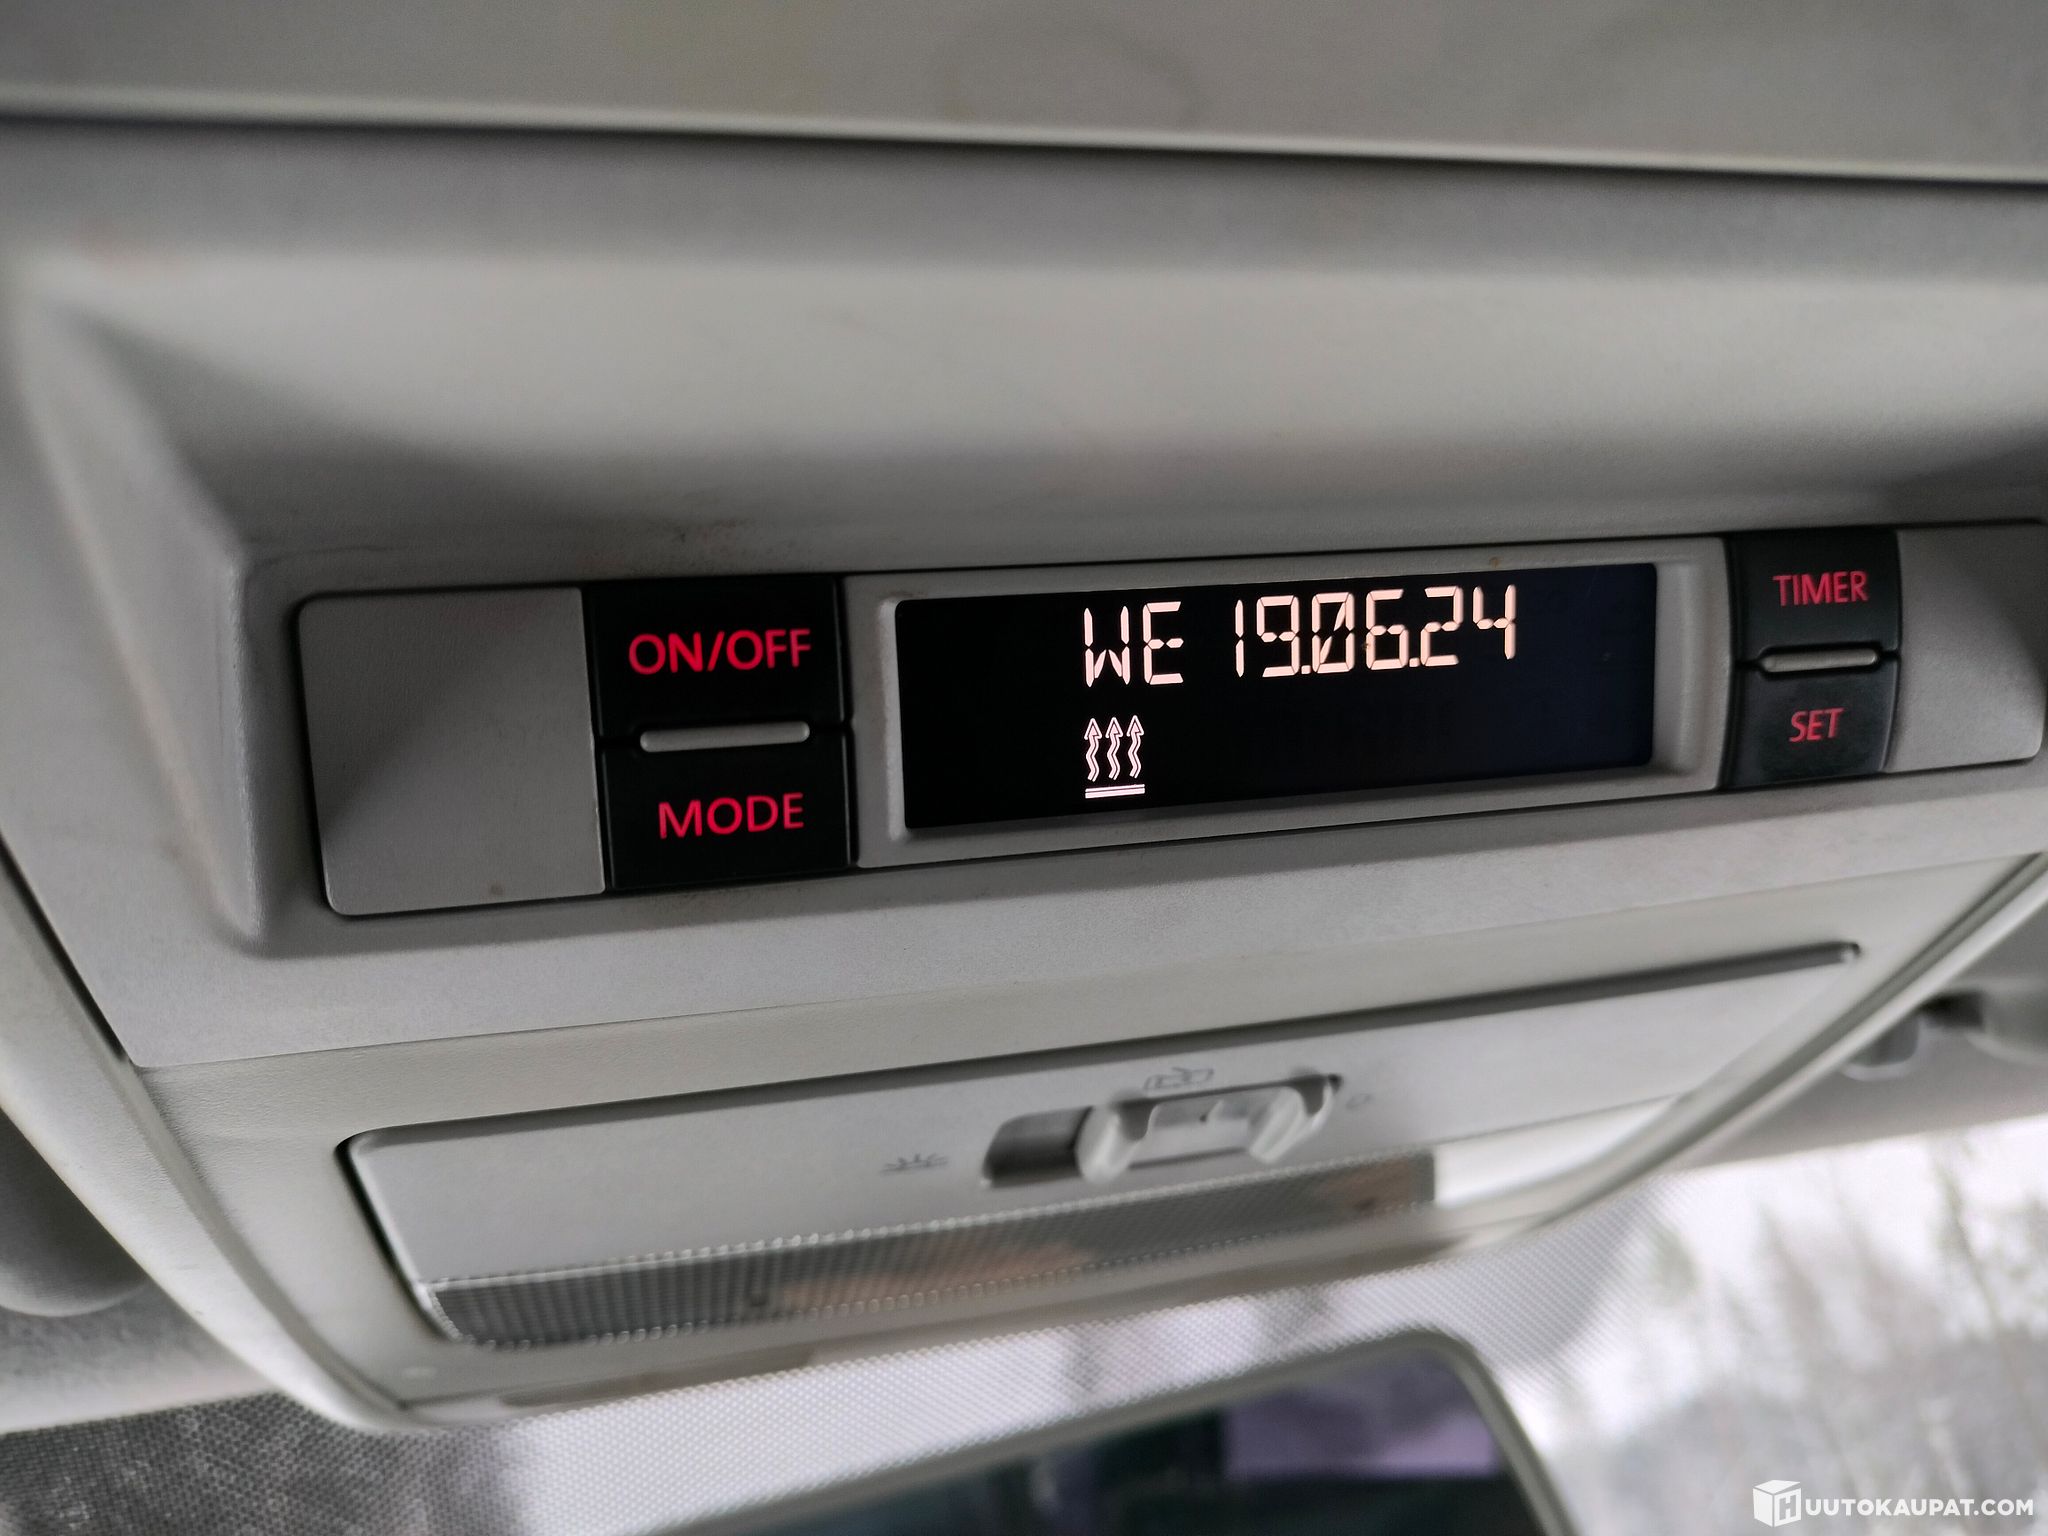 ON/OFF
MODE
WE 19.06.24
TIMER
SET
HUUTOKAUPAT.COM